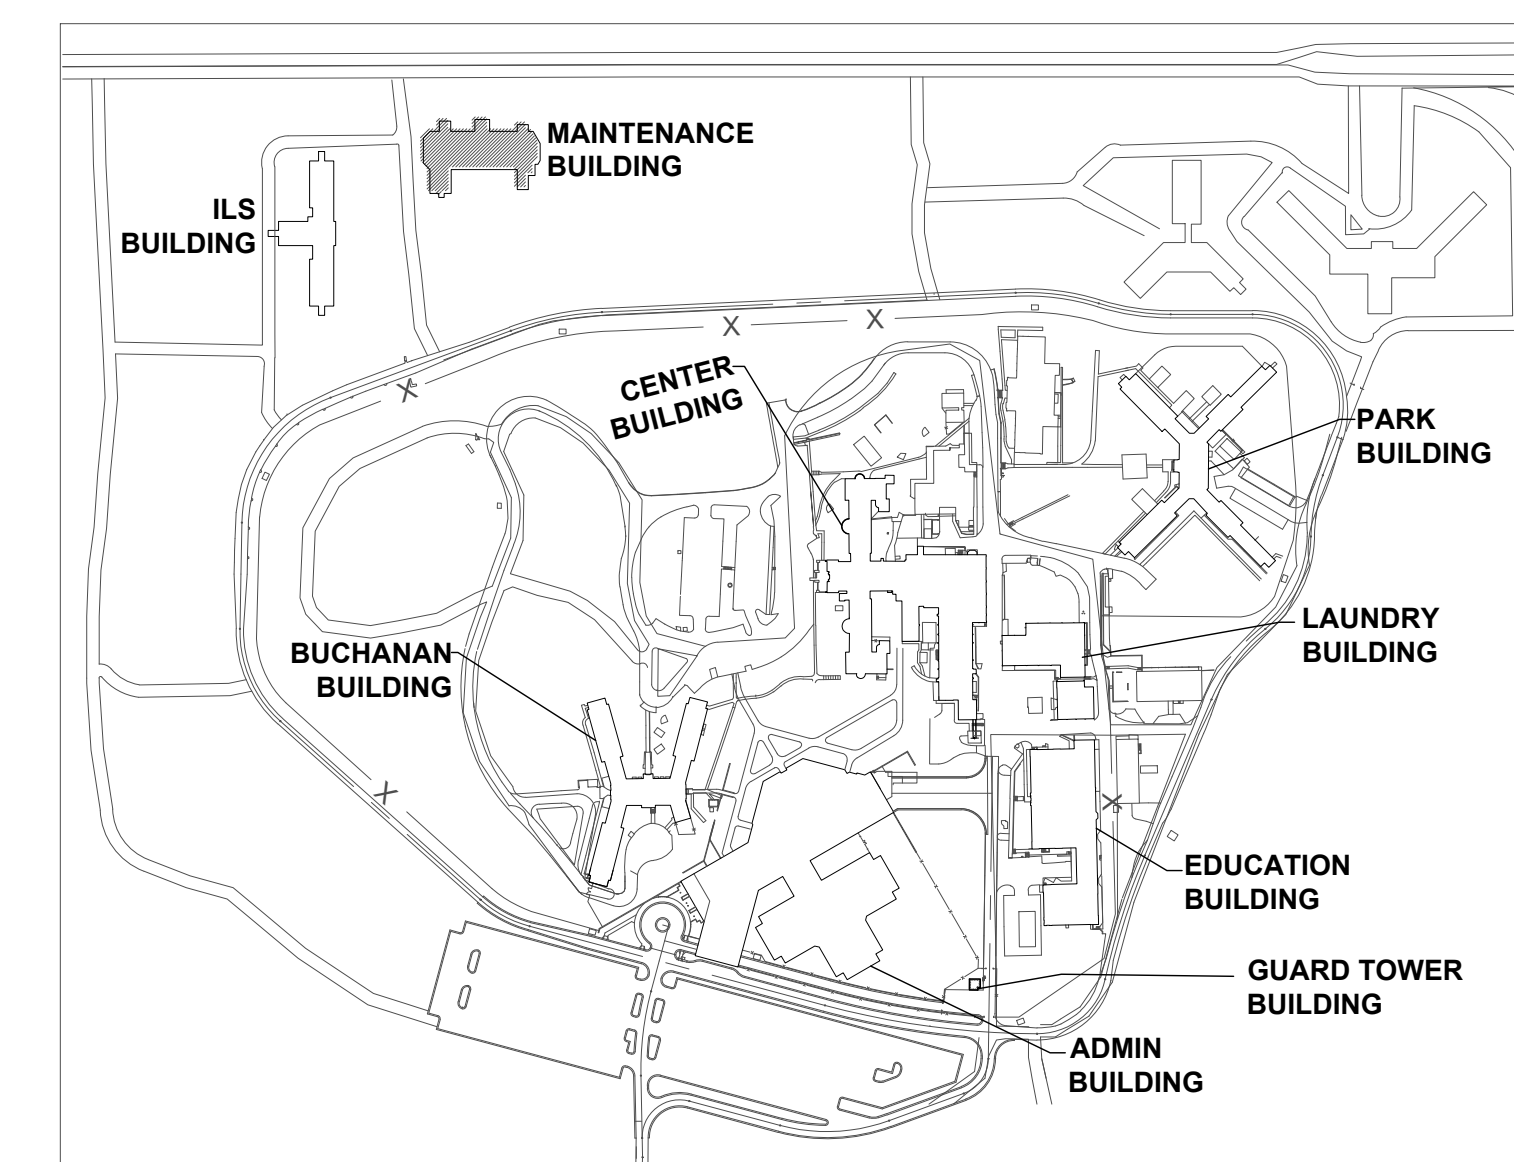 MAINTENANCE
BUILDING
ILS
BUILDING
X
X
X
CENTER
BUILDING
PARK
BUILDING
LAUNDRY
BUILDING
BUCHANAN
BUILDING
X
X
EDUCATION
BUILDING
GUARD TOWER
BUILDING
ADMIN
BUILDING